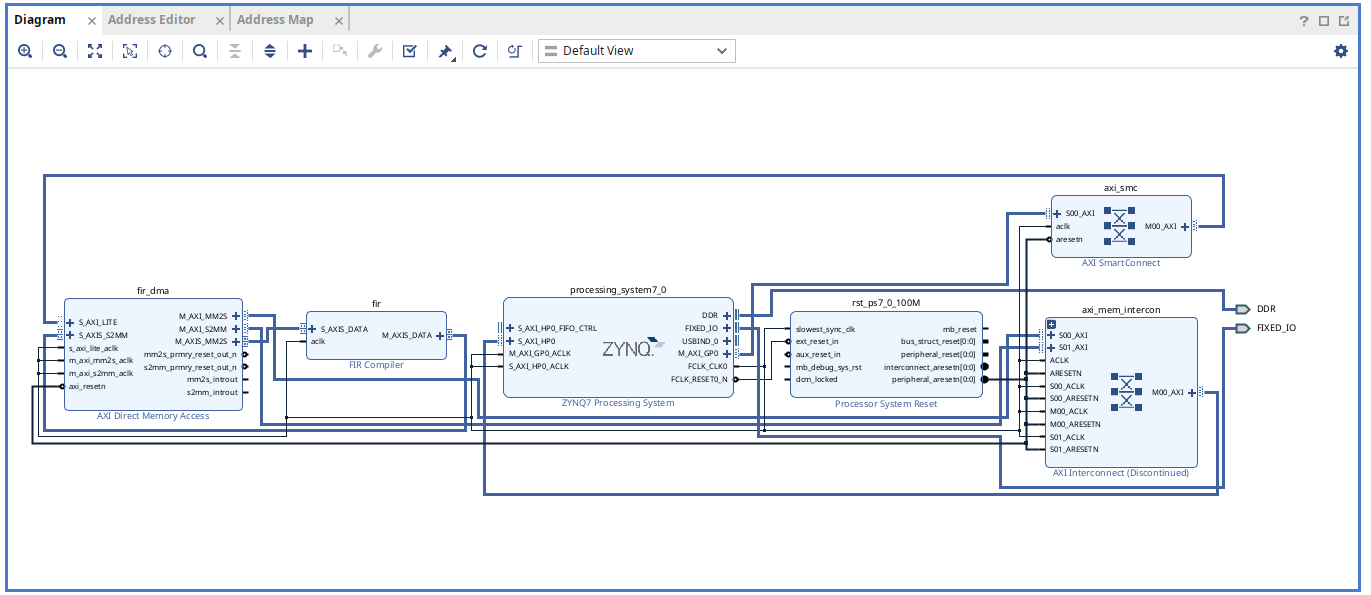 Diagram
Address Editor
Address Map
Default View
axi_smc
S00_AXI
aclk
aresetn
M00_AXI
AXI SmartConnect
fir_dma
S_AXI_LITE
S_AXIS_S2MM
s_axi_lite_aclk
m_axi_mm2s_aclk
m_axi_s2mm_aclk
axi_resetn
M_AXI_MM2S
M_AXI_S2MM
M_AXIS_MM2S
mm2s_prmry_reset_out_n
s2mm_prmry_reset_out_n
mm2s_introut
s2mm_introut
AXI Direct Memory Access
fir
S_AXIS_DATA
aclk
M_AXIS_DATA
FIR Compiler
processing_system7_0
S_AXI_HP0_FIFO_CTRL
S_AXI_HP0
M_AXI_GP0_ACLK
S_AXI_HP0_ACLK
ZYNQ
DDR
FIXED_IO
USBIND_0
M_AXI_GP0
FCLK_CLK0
FCLK_RESET0_N
ZYNQ7 Processing System
rst_ps7_0_100M
slowest_sync_clk
ext_reset_in
aux_reset_in
mb_debug_sys_rst
dcm_locked
mb_reset
bus_struct_reset[0:0]
peripheral_reset[0:0]
interconnect_aresetn[0:0]
peripheral_aresetn[0:0]
Processor System Reset
axi_mem_intercon
S00_AXI
S01_AXI
ACLK
ARESETN
S00_ACLK
S00_ARESETN
M00_ACLK
M00_ARESETN
S01_ACLK
S01_ARESETN
M00_AXI
AXI Interconnect (Discontinued)
DDR
FIXED_IO